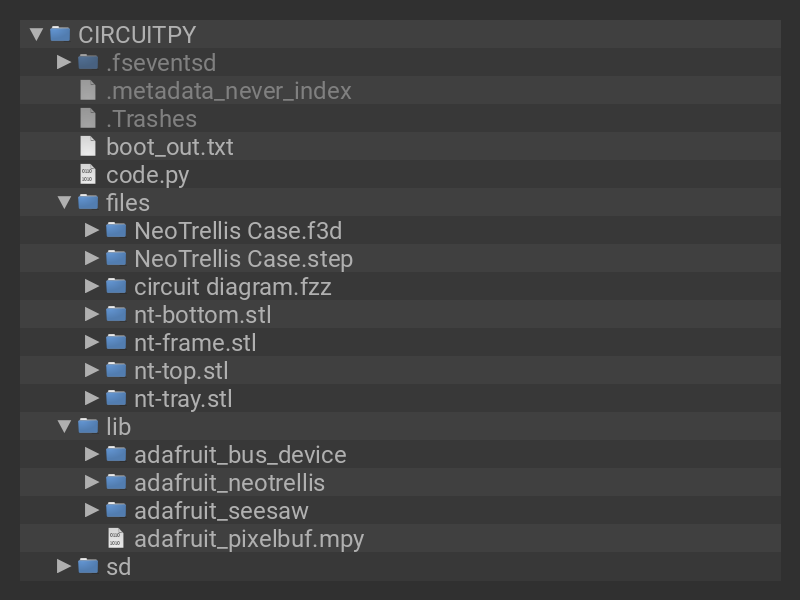 CIRCUITPY
.fseventsd
.metadata_never_index
.Trashes
boot_out.txt
code.py
files
NeoTrellis Case.f3d
NeoTrellis Case.step
circuit diagram.fzz
nt-bottom.stl
nt-frame.stl
nt-top.stl
nt-tray.stl
lib
adafruit_bus_device
adafruit_neotrellis
adafruit_seesaw
adafruit_pixelbuf.mpy
sd